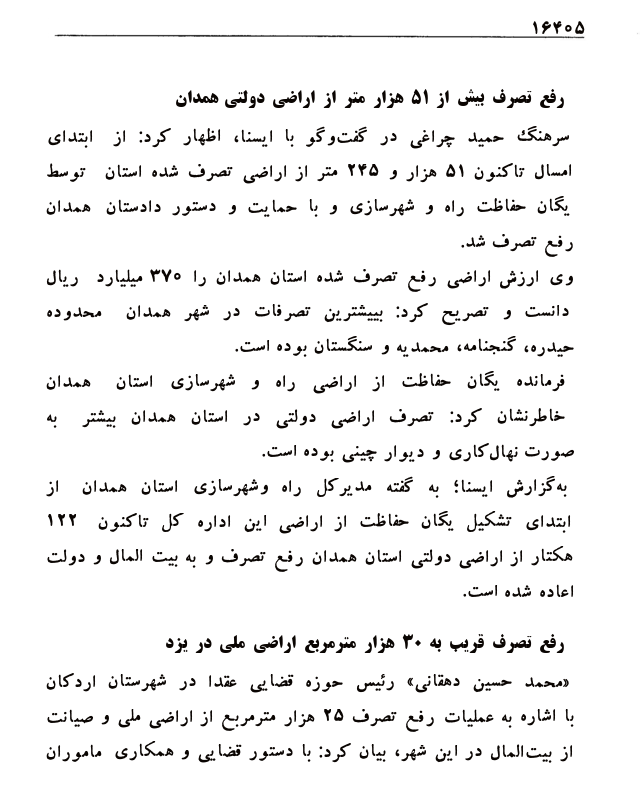 ۱۶۴۰۵
رفع تصرف بیش از ۵۱ هزار متر از اراضی دولتی همدان
سرهنگ حمید چراغی در گفت‌وگو با ایسنا، اظهار کرد: از ابتدای
امسال تاکنون ۵۱ هزار و ۲۴۵ متر از اراضی تصرف شده استان توسط
یگان حفاظت راه و شهرسازی و با حمایت و دستور دادستان همدان
رفع تصرف شد.
وی ارزش اراضی رفع تصرف شده استان همدان را ۳۷۰ میلیارد ریال
دانست و تصریح کرد: بییشترین تصرفات در شهر همدان محدوده
حیدره، گنجنامه، محمدیه و سنگستان بوده است.
فرمانده یگان حفاظت از اراضی راه و شهرسازی استان همدان
خاطرنشان کرد: تصرف اراضی دولتی در استان همدان بیشتر به
صورت نهال‌کاری و دیوار چینی بوده است.
به‌گزارش ایسنا؛ به گفته مدیرکل راه وشهرسازی استان همدان از
ابتدای تشکیل یگان حفاظت از اراضی این اداره کل تاکنون ۱۲۲
هکتار از اراضی دولتی استان همدان رفع تصرف و به بیت المال و دولت
اعاده شده است.
رفع تصرف قریب به ۳۰ هزار مترمربع اراضی ملی در یزد
«محمد حسین دهقانی» رئیس حوزه قضایی عقدا در شهرستان اردکان
با اشاره به عملیات رفع تصرف ۲۵ هزار مترمربع از اراضی ملی و صیانت
از بیت‌المال در این شهر، بیان کرد: با دستور قضایی و همکاری ماموران